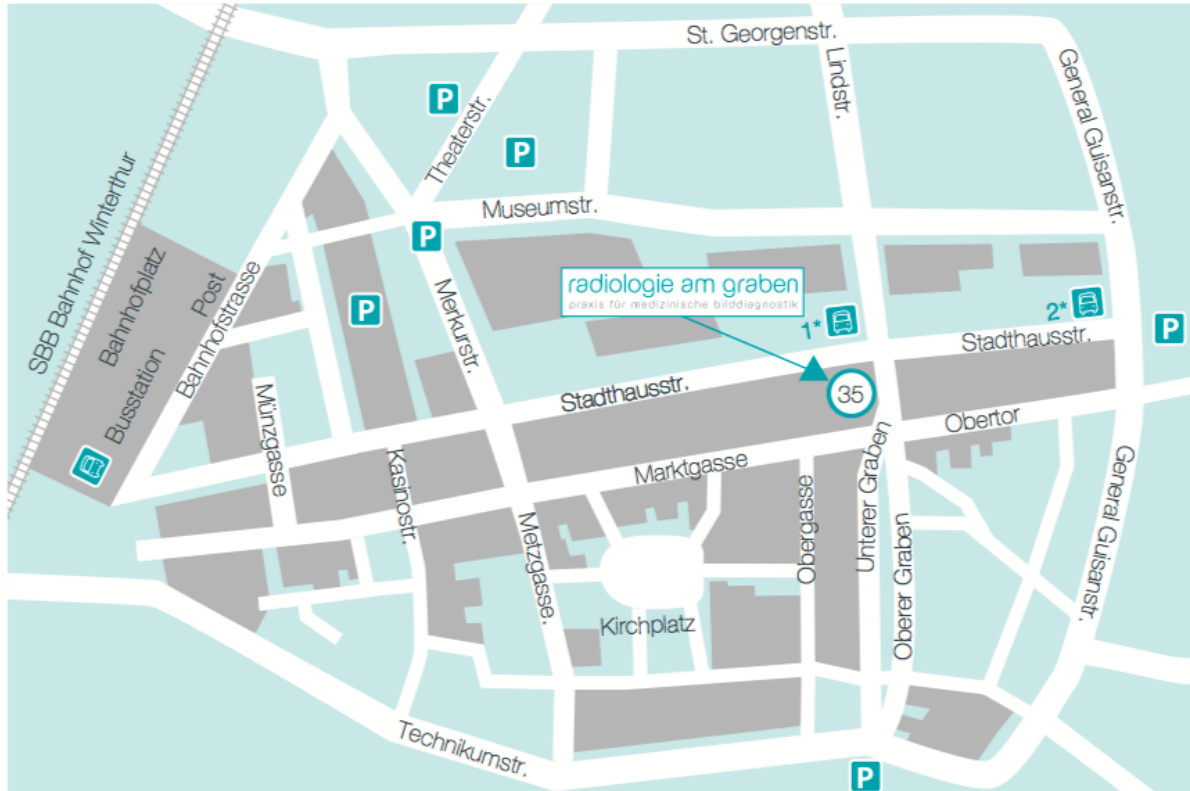 St. Georgenstr.
Lindstr.
General Guisanstr.
P
Theaterstr.
P
Museumstr.
P
SBB Bahnhof Winterthur
Bahnhofplatz
Post
Busstation
Bahnhofstrasse
P
Merkurstr.
radiologie am graben
praxis für medizinische bilddiagnostik
1*
2*
Stadthausstr.
P
Stadthausstr.
35
Münzgasse
Kasinostr.
Obertor
Marktgasse
Metzgasse.
Obergasse
Unterer Graben
Oberer Graben
General Guisanstr.
Kirchplatz
Technikumstr.
P